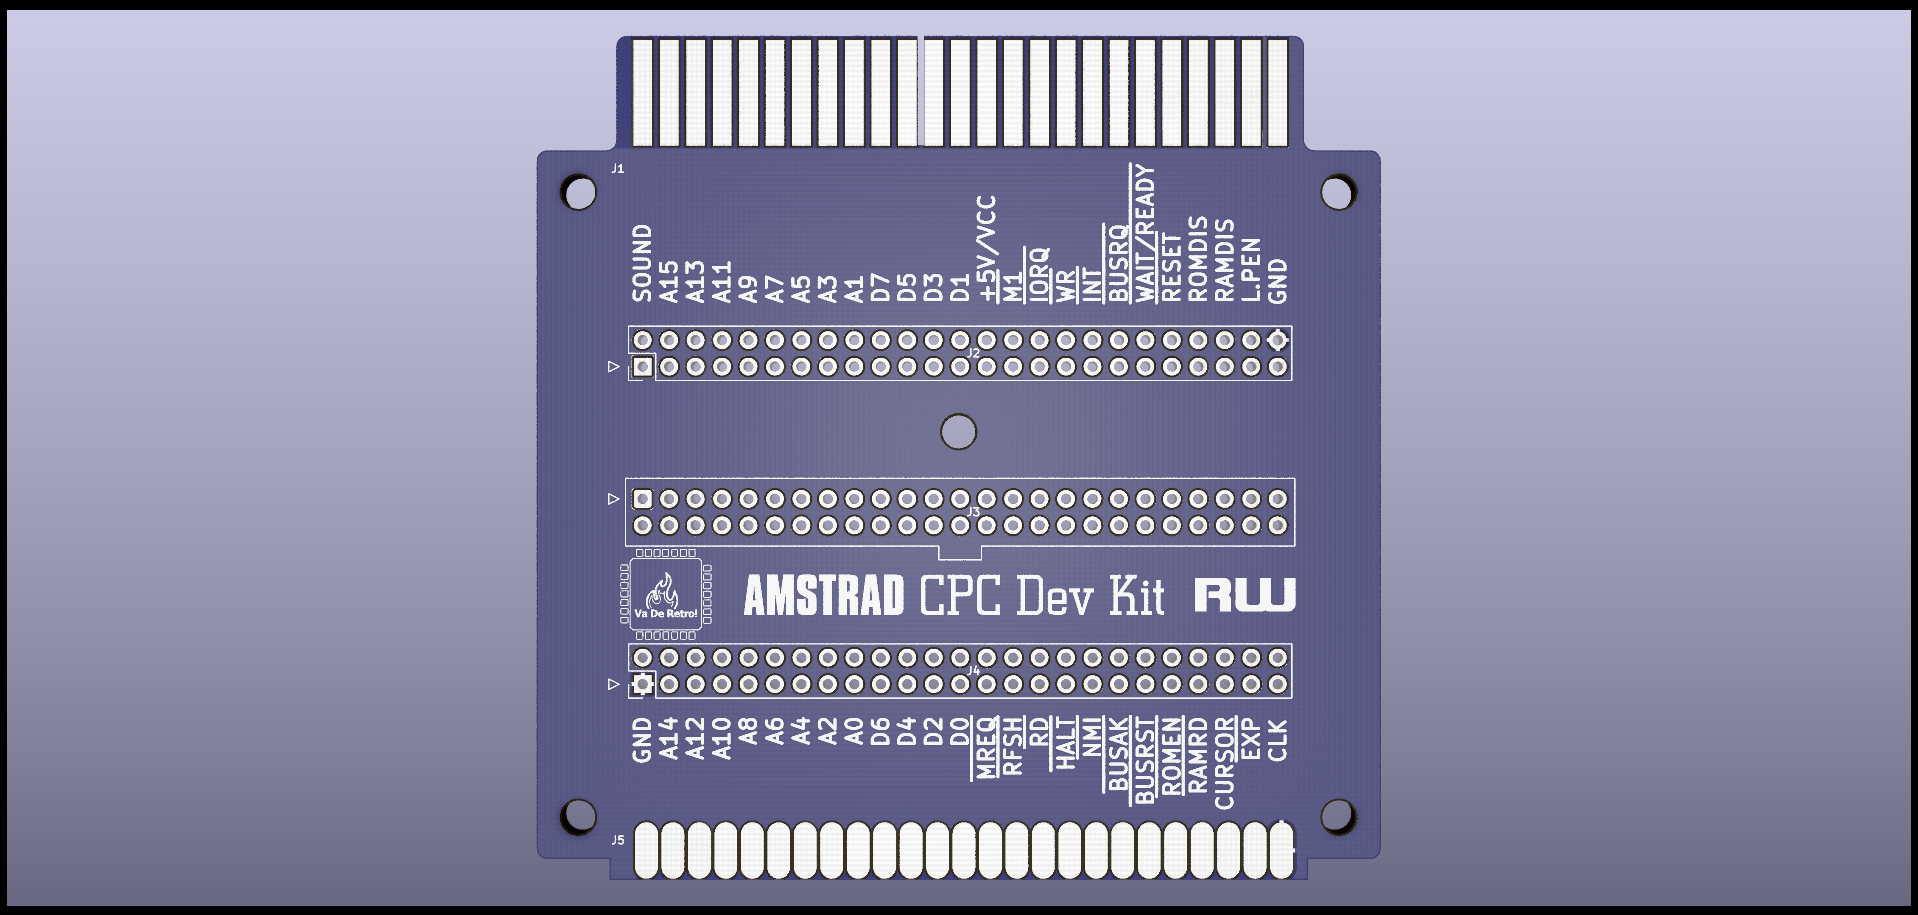 J1
SOUND
A15
A13
A11
A9
A7
A5
A3
A1
D7
D5
D3
D1
+5V/VCC
M1
IORQ
WR
INT
BUSRQ
WAIT/READY
RESET
ROMDIS
RAMDIS
L.PEN
GND
J2
J3
Va De Retro!
AMSTRAD CPC Dev Kit RW
J4
GND
A14
A12
A10
A8
A6
A4
A2
A0
D6
D4
D2
D0
MREQ
RFSH
RD
HALT
NMI
BUSAK
BUSRST
ROMEN
RAMRD
CURSOR
EXP
CLK
J5